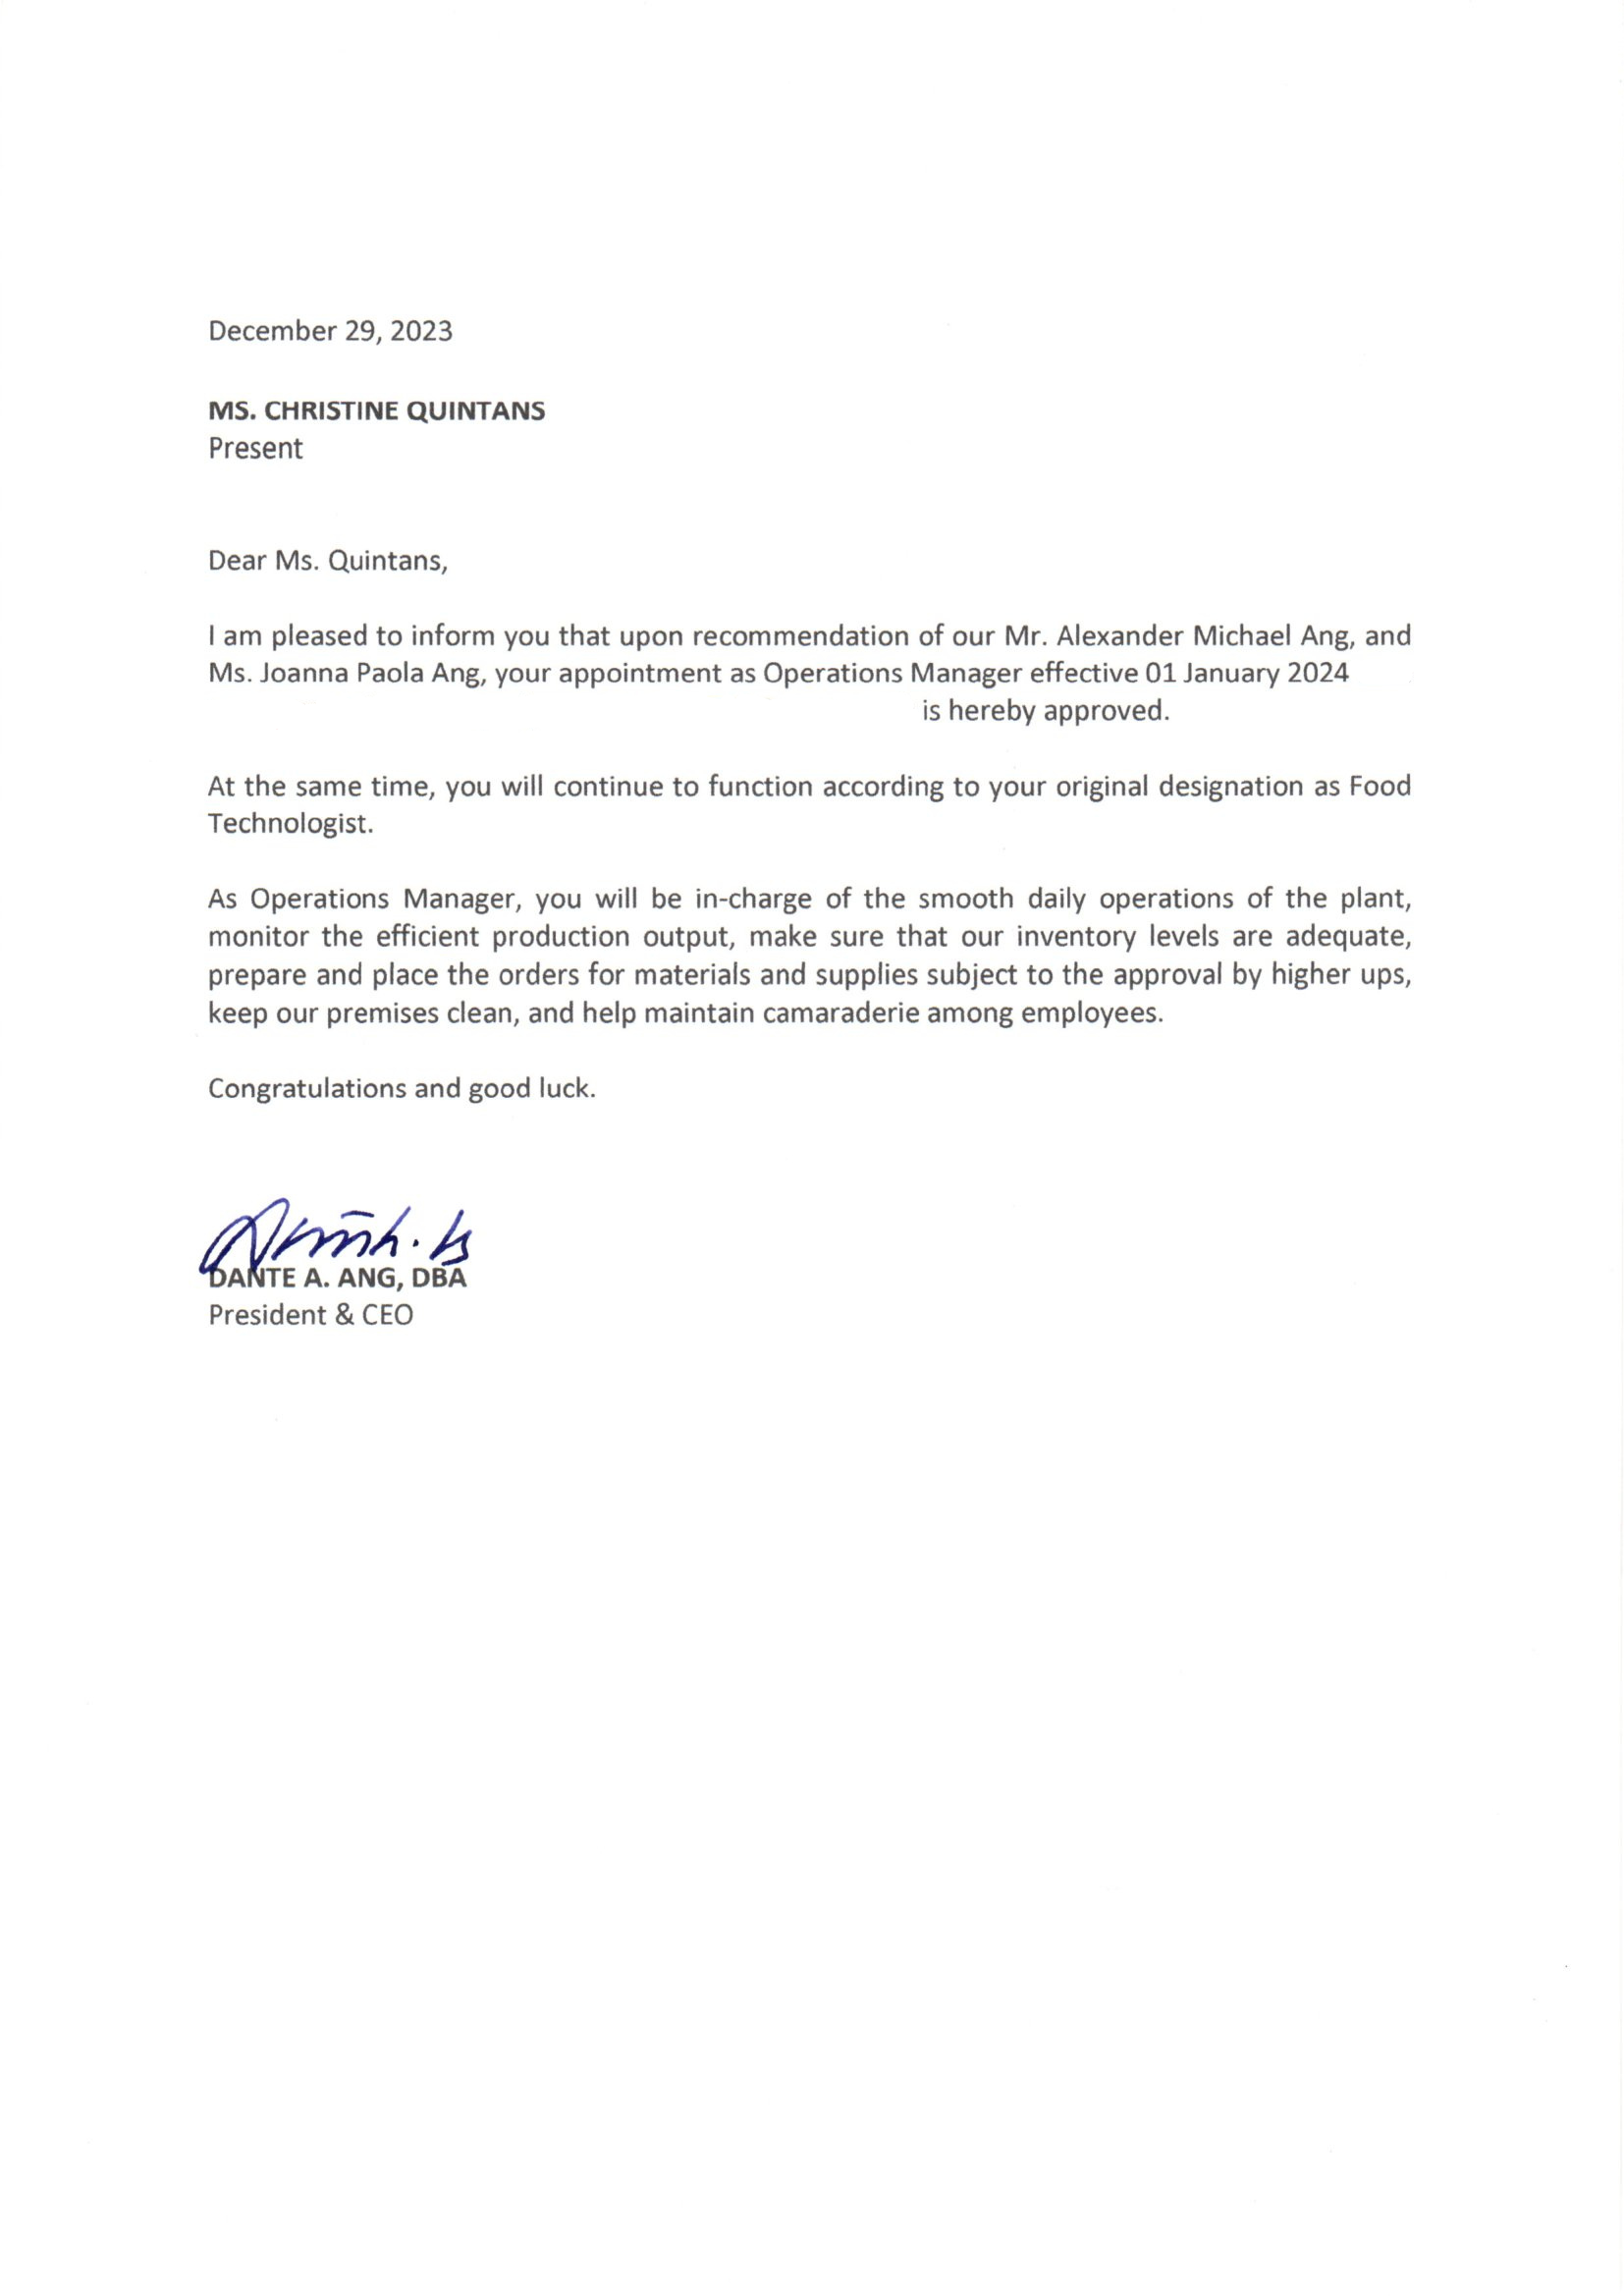 December 29, 2023
MS. CHRISTINE QUINTANS
Present
Dear Ms. Quintans,
I am pleased to inform you that upon recommendation of our Mr. Alexander Michael Ang, and
Ms. Joanna Paola Ang, your appointment as Operations Manager effective 01 January 2024
is hereby approved.
At the same time, you will continue to function according to your original designation as Food
Technologist.
As Operations Manager, you will be in-charge of the smooth daily operations of the plant,
monitor the efficient production output, make sure that our inventory levels are adequate,
prepare and place the orders for materials and supplies subject to the approval by higher ups,
keep our premises clean, and help maintain camaraderie among employees.
Congratulations and good luck.
DANTE A. ANG, DBA
President & CEO